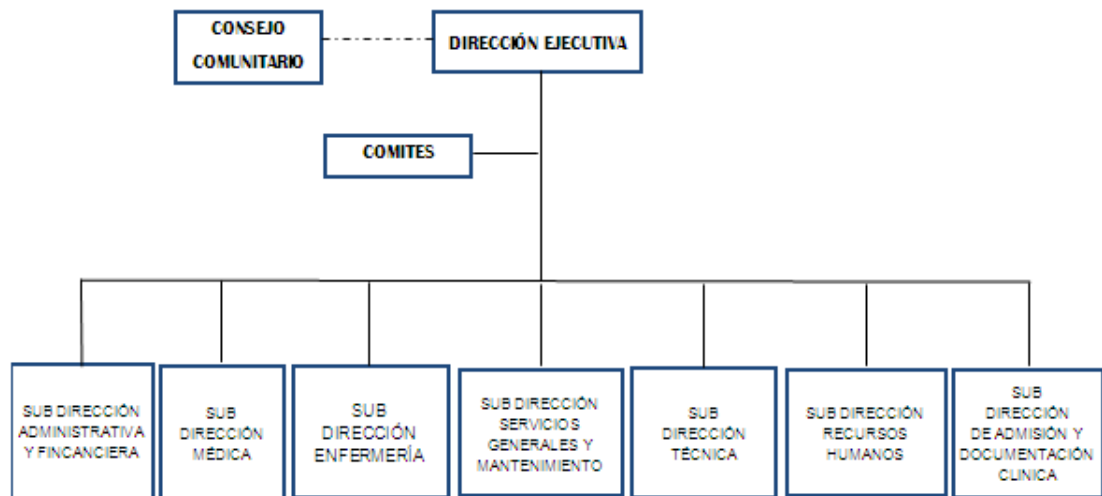 CONSEJO
COMUNITARIO
DIRECCIÓN EJECUTIVA
COMITES
SUB DIRECCIÓN
ADMINISTRATIVA
Y FINCANCIERA
SUB
DIRECCIÓN
MÉDICA
SUB
DIRECCIÓN
ENFERMERÍA
SUB DIRECCIÓN
SERVICIOS
GENERALES Y
MANTENIMIENTO
SUB
DIRECCIÓN
TÉCNICA
SUB DIRECCIÓN
RECURSOS
HUMANOS
SUB
DIRECCIÓN
DE ADMISIÓN Y
DOCUMENTACIÓN
CLINICA